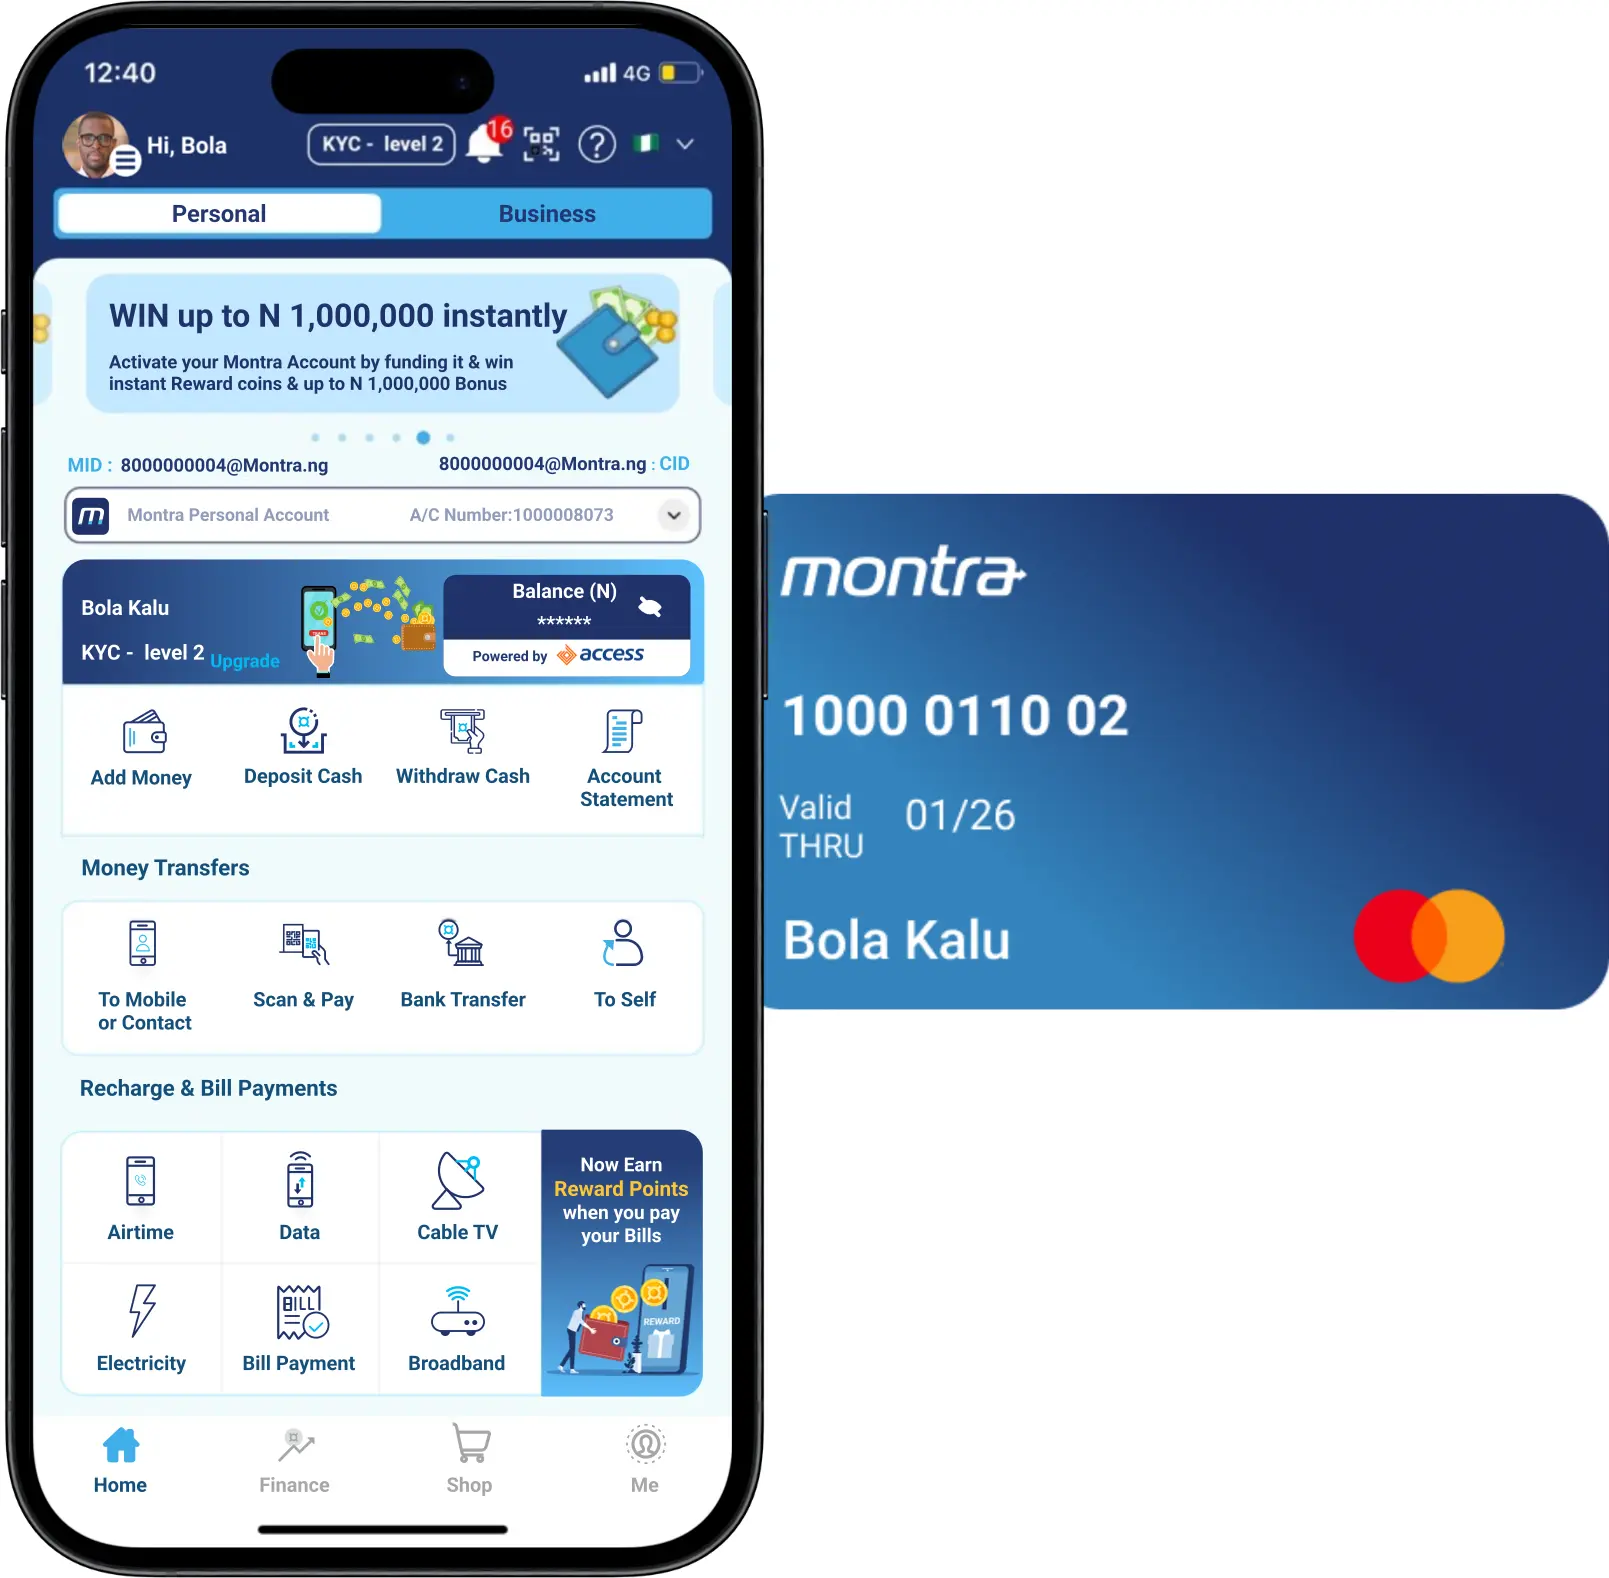 12:40
4G
Hi, Bola
KYC - level 2
16
Personal
Business
WIN up to N 1,000,000 instantly
Activate your Montra Account by funding it & win
instant Reward coins & up to N 1,000,000 Bonus
MID : 8000000004@Montra.ng
8000000004@Montra.ng : CID
m Montra Personal Account
A/C Number:1000008073
Bola Kalu
KYC - level 2 Upgrade
Balance (N)
******
Powered by access
Add Money
Deposit Cash
Withdraw Cash
Account
Statement
Money Transfers
To Mobile
or Contact
Scan & Pay
Bank Transfer
To Self
Recharge & Bill Payments
Airtime
Data
Cable TV
Electricity
BILL
Bill Payment
Broadband
Now Earn
Reward Points
when you pay
your Bills
REWARD
Home
Finance
Shop
Me
montra
1000 0110 02
Valid
THRU
01/26
Bola Kalu